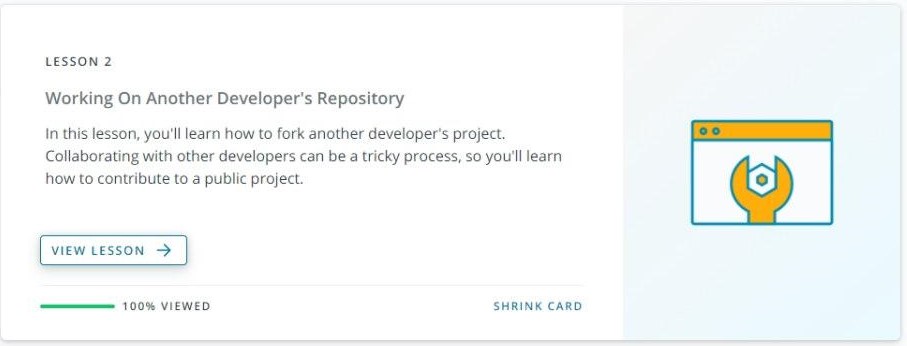 LESSON 2
Working On Another Developer's Repository
In this lesson, you'll learn how to fork another developer's project.
Collaborating with other developers can be a tricky process, so you'll learn
how to contribute to a public project.
VIEW LESSON →
100% VIEWED
SHRINK CARD